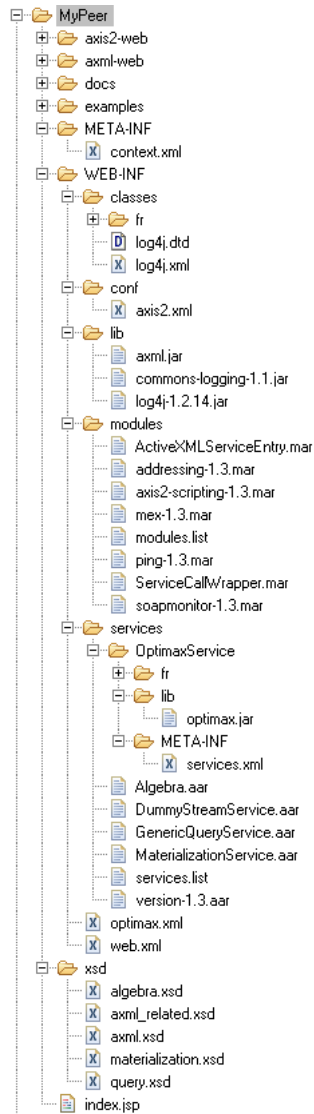 MyPeer
axis2-web
axml-web
docs
examples
META-INF
context.xml
WEB-INF
classes
fr
log4j.dtd
log4j.xml
conf
axis2.xml
lib
axml.jar
commons-logging-1.1.jar
log4j-1.2.14.jar
modules
ActiveXMLServiceEntry.mar
addressing-1.3.mar
axis2-scripting-1.3.mar
mex-1.3.mar
modules.list
ping-1.3.mar
ServiceCallWrapper.mar
soapmonitor-1.3.mar
services
OptimaxService
fr
lib
optimax.jar
META-INF
services.xml
Algebra.aar
DummyStreamService.aar
GenericQueryService.aar
MaterializationService.aar
services.list
version-1.3.aar
optimax.xml
web.xml
xsd
algebra.xsd
axml_related.xsd
axml.xsd
materialization.xsd
query.xsd
index.jsp